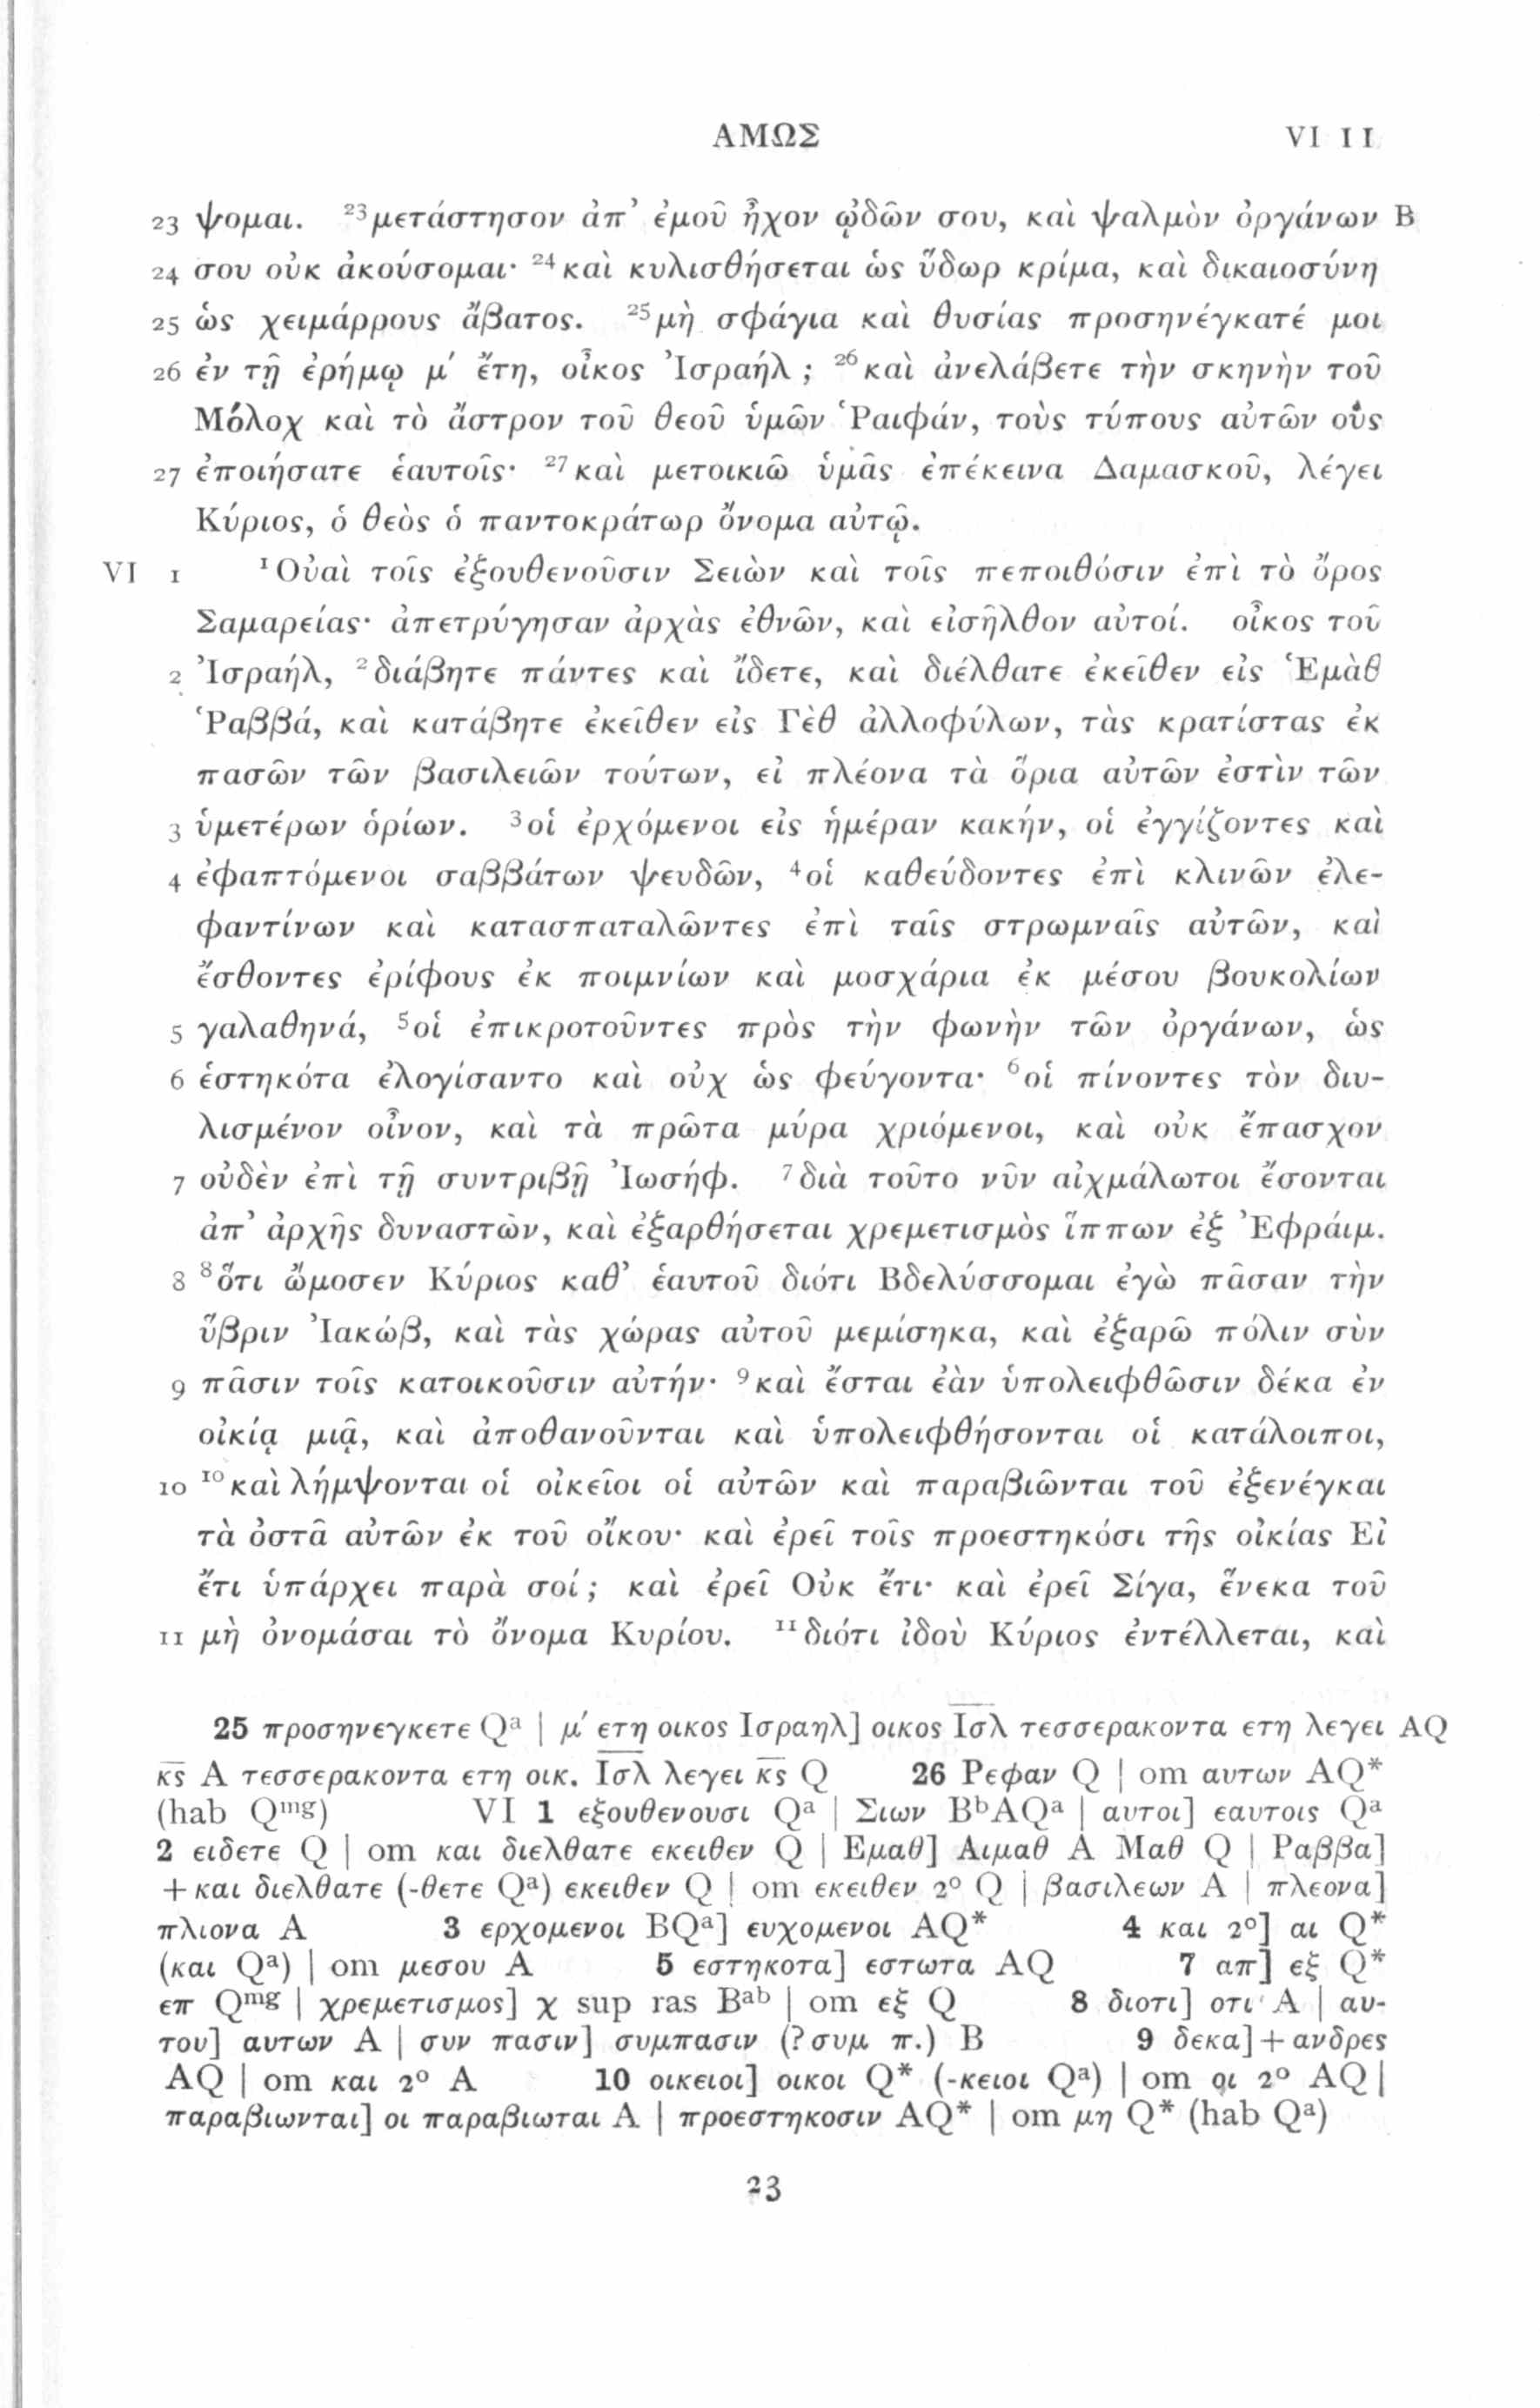 ΑΜΩΣ VI 11
23 ψομαι. ²³μετάστησον ἀπ’ ἐμοῦ ἦχον ᾠδῶν σου, καὶ ψαλμὸν ὀργάνων B
24 σου οὐκ ἀκούσομαι· ²⁴καὶ κυλισθήσεται ὡς ὕδωρ κρίμα, καὶ δικαιοσύνη
25 ὡς χειμάρρους ἄβατος. ²⁵μὴ σφάγια καὶ θυσίας προσηνέγκατέ μοι
26 ἐν τῇ ἐρήμῳ μ΄ ἔτη, οἶκος Ἰσραήλ ; ²⁶καὶ ἀνελάβετε τὴν σκηνὴν τοῦ
Μόλοχ καὶ τὸ ἄστρον τοῦ θεοῦ ὑμῶν Ῥαιφάν, τοὺς τύπους αὐτῶν οὓς
27 ἐποιήσατε ἑαυτοῖς· ²⁷καὶ μετοικιῶ ὑμᾶς ἐπέκεινα Δαμασκοῦ, λέγει
Κύριος, ὁ θεὸς ὁ παντοκράτωρ ὄνομα αὐτῷ.
VI 1 ¹Οὐαὶ τοῖς ἐξουθενοῦσιν Σειὼν καὶ τοῖς πεποιθόσιν ἐπὶ τὸ ὄρος
Σαμαρείας· ἀπετρύγησαν ἀρχὰς ἐθνῶν, καὶ εἰσῆλθον αὐτοί. οἶκος τοῦ
2 Ἰσραήλ, ²διάβητε πάντες καὶ ἴδετε, καὶ διέλθατε ἐκεῖθεν εἰς Ἑμὰθ
Ῥαββά, καὶ κατάβητε ἐκεῖθεν εἰς Γὲθ ἀλλοφύλων, τὰς κρατίστας ἐκ
πασῶν τῶν βασιλειῶν τούτων, εἰ πλέονα τὰ ὅρια αὐτῶν ἐστὶν τῶν
3 ὑμετέρων ὁρίων. ³οἱ ἐρχόμενοι εἰς ἡμέραν κακήν, οἱ ἐγγίζοντες καὶ
4 ἐφαπτόμενοι σαββάτων ψευδῶν, ⁴οἱ καθεύδοντες ἐπὶ κλινῶν ἐλε-
φαντίνων καὶ κατασπαταλῶντες ἐπὶ ταῖς στρωμναῖς αὐτῶν, καὶ
ἔσθοντες ἐρίφους ἐκ ποιμνίων καὶ μοσχάρια ἐκ μέσου βουκολίων
5 γαλαθηνά, ⁵οἱ ἐπικροτοῦντες πρὸς τὴν φωνὴν τῶν ὀργάνων, ὡς
6 ἑστηκότα ἐλογίσαντο καὶ οὐχ ὡς φεύγοντα· ⁶οἱ πίνοντες τὸν διυ-
λισμένον οἶνον, καὶ τὰ πρῶτα μύρα χριόμενοι, καὶ οὐκ ἔπασχον
7 οὐδὲν ἐπὶ τῇ συντριβῇ Ἰωσήφ. ⁷διὰ τοῦτο νῦν αἰχμάλωτοι ἔσονται
ἀπ’ ἀρχῆς δυναστῶν, καὶ ἐξαρθήσεται χρεμετισμὸς ἵππων ἐξ Ἐφράιμ.
8 ⁸ὅτι ὤμοσεν Κύριος καθ’ ἑαυτοῦ διότι Βδελύσσομαι ἐγὼ πᾶσαν τὴν
ὕβριν Ἰακώβ, καὶ τὰς χώρας αὐτοῦ μεμίσηκα, καὶ ἐξαρῶ πόλιν σὺν
9 πᾶσιν τοῖς κατοικοῦσιν αὐτήν· ⁹καὶ ἔσται ἐὰν ὑπολειφθῶσιν δέκα ἐν
οἰκίᾳ μιᾷ, καὶ ἀποθανοῦνται καὶ ὑπολειφθήσονται οἱ κατάλοιποι,
10 ¹⁰καὶ λήμψονται οἱ οἰκεῖοι οἱ αὐτῶν καὶ παραβιῶνται τοῦ ἐξενέγκαι
τὰ ὀστᾶ αὐτῶν ἐκ τοῦ οἴκου· καὶ ἐρεῖ τοῖς προεστηκόσι τῆς οἰκίας Εἰ
ἔτι ὑπάρχει παρὰ σοί ; καὶ ἐρεῖ Οὐκ ἔτι· καὶ ἐρεῖ Σίγα, ἕνεκα τοῦ
11 μὴ ὀνομάσαι τὸ ὄνομα Κυρίου. ¹¹διότι ἰδοὺ Κύριος ἐντέλλεται, καὶ
25 προσηνεγκετε Qᵃ | μ΄ ετη οικος Ισραηλ] οικος Ισ̅λ̅ τεσσερακοντα ετη λεγει AQ
κ̅ς̅ A τεσσερακοντα ετη οικ. Ισ̅λ̅ λεγει κ̅ς̅ Q 26 Ρεφαν Q | om αυτων AQ*
(hab Qᵐᵍ) VI 1 εξουθενουσι Qᵃ | Σιων BᵇAQᵃ | αυτοι] εαυτοις Qᵃ
2 ειδετε Q | om και διελθατε εκειθεν Q | Εμαθ] Αιμαθ A Μαθ Q | Ραββα]
+ και διελθατε (-θετε Qᵃ) εκειθεν Q | om εκειθεν 2° Q | βασιλεων A | πλεονα]
πλιονα A 3 ερχομενοι BQᵃ] ευχομενοι AQ* 4 και 2°] αι Q*
(και Qᵃ) | om μεσου A 5 εστηκοτα] εστωτα AQ 7 απ] εξ Q*
επ Qᵐᵍ | χρεμετισμος] χ sup ras Bᵃᵇ | om εξ Q 8 διοτι] οτι A | αυ-
του] αυτων A | συν πασιν] συμπασιν (? συμ π.) B 9 δεκα] + ανδρες
AQ | om και 2° A 10 οικειοι] οικοι Q* (-κειοι Qᵃ) | om οι 2° AQ |
παραβιωνται] οι παραβιωται A | προεστηκοσιν AQ* | om μη Q* (hab Qᵃ)
23